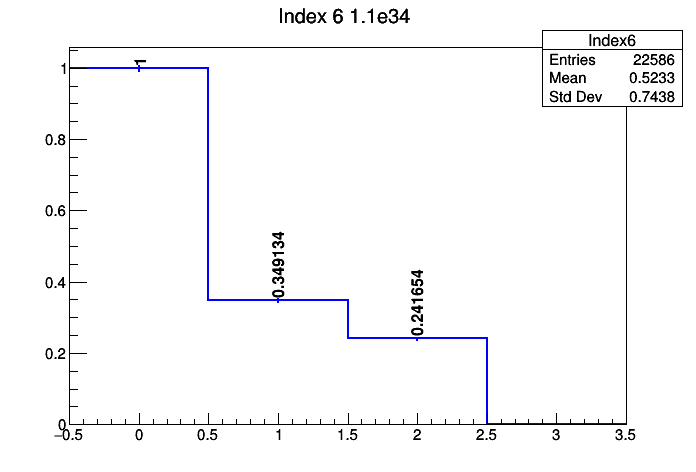 Index 6 1.1e34
Index6
Entries 22586
Mean 0.5233
Std Dev 0.7438
1
0.8
0.6
0.4
0.2
0
1
0.349134
0.241654
−0.5 0 0.5 1 1.5 2 2.5 3 3.5